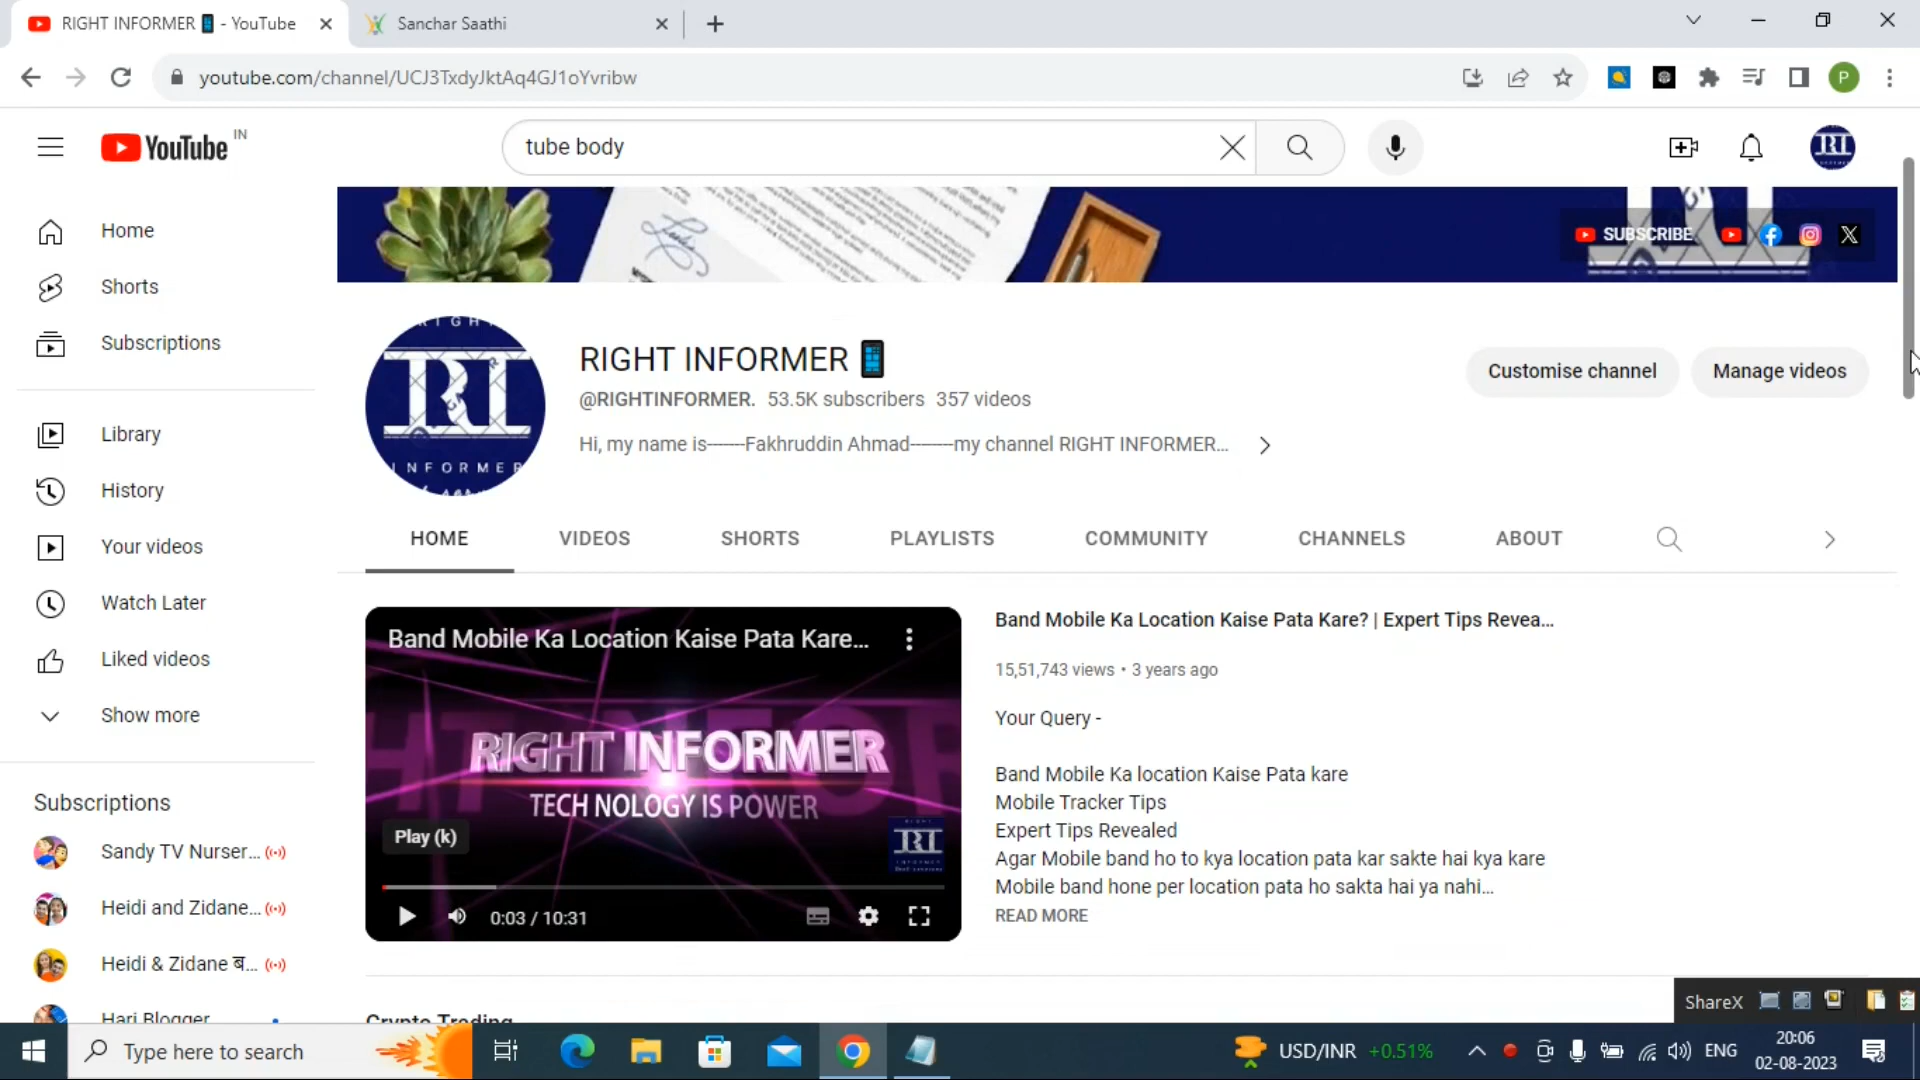 RIGHT INFORMER📱 - YouTube
Sanchar Saathi
youtube.com/channel/UCJ3TxdyJktAq4GJ1oYvribw
P
YouTube
IN
tube body
RI
Home
Shorts
Subscriptions
Library
History
Your videos
Watch Later
Liked videos
Show more
Subscriptions
Sandy TV Nurser...
Heidi and Zidane...
Heidi & Zidane ब...
Hari Blogger
SUBSCRIBE
RIGHT
RI
INFORMER
RIGHT INFORMER📱
@RIGHTINFORMER. 53.5K subscribers 357 videos
Hi, my name is-------Fakhruddin Ahmad--------my channel RIGHT INFORMER...
Customise channel
Manage videos
HOME
VIDEOS
SHORTS
PLAYLISTS
COMMUNITY
CHANNELS
ABOUT
Band Mobile Ka Location Kaise Pata Kare...
RIGHT INFORMER
TECH NOLOGY IS POWER
RI
Play (k)
0:03 / 10:31
Band Mobile Ka Location Kaise Pata Kare? | Expert Tips Revea...
15,51,743 views • 3 years ago
Your Query -
Band Mobile Ka location Kaise Pata kare
Mobile Tracker Tips
Expert Tips Revealed
Agar Mobile band ho to kya location pata kar sakte hai kya kare
Mobile band hone per location pata ho sakta hai ya nahi...
READ MORE
Crypto Trading
ShareX
Type here to search
USD/INR +0.51%
ENG
20:06
02-08-2023